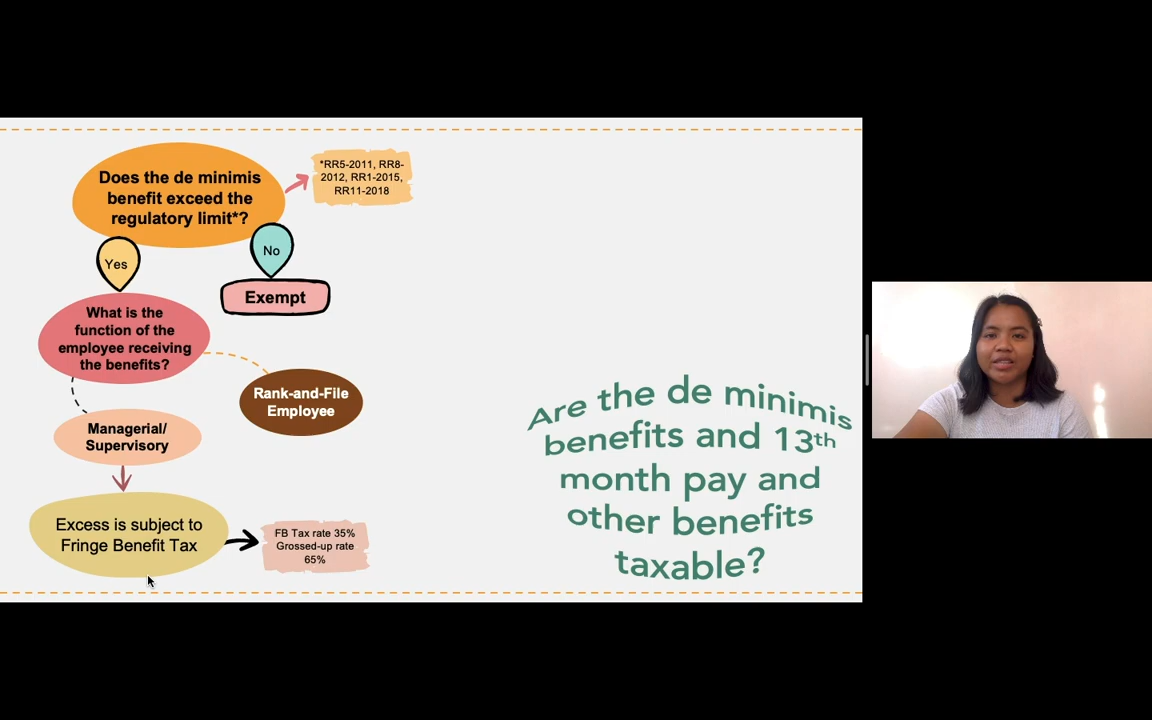 Does the de minimis
benefit exceed the
regulatory limit*?
*RR5-2011, RR8-
2012, RR1-2015,
RR11-2018
Yes
No
Exempt
What is the
function of the
employee receiving
the benefits?
Rank-and-File
Employee
Managerial/
Supervisory
Excess is subject to
Fringe Benefit Tax
FB Tax rate 35%
Grossed-up rate
65%
Are the de minimis
benefits and 13th
month pay and
other benefits
taxable?